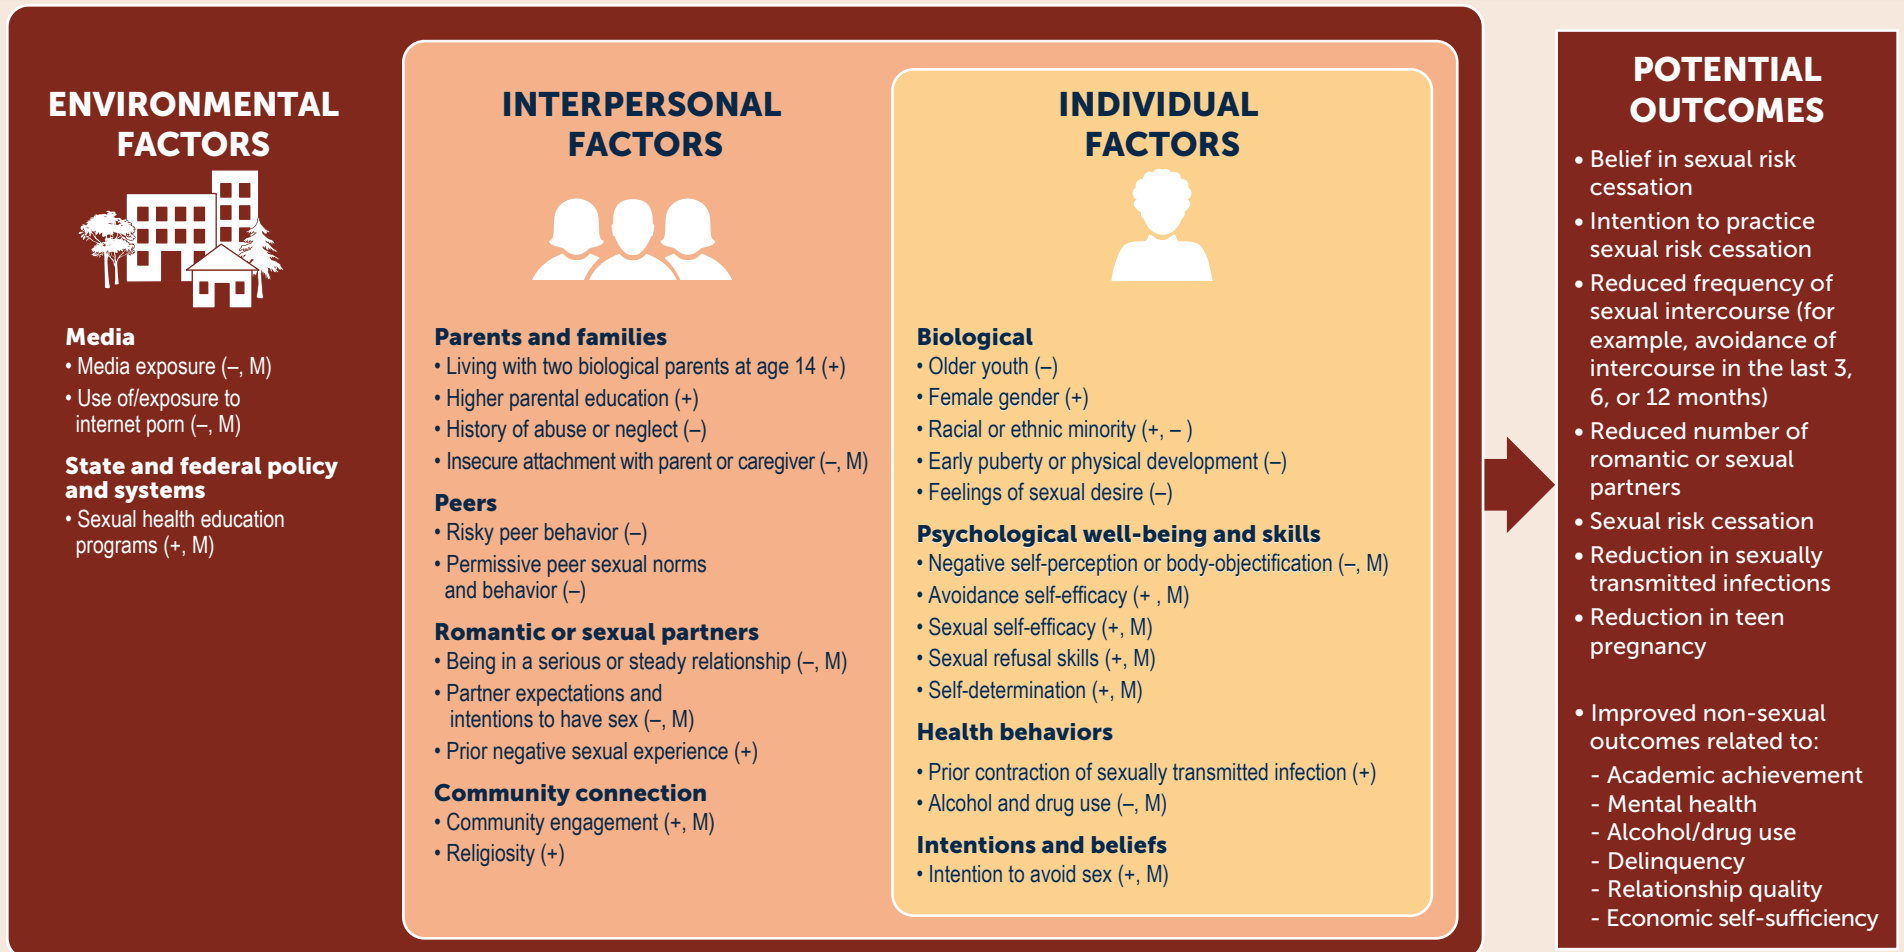 ENVIRONMENTAL
FACTORS
Media
• Media exposure (–, M)
• Use of/exposure to
internet porn (–, M)
State and federal policy
and systems
• Sexual health education
programs (+, M)
INTERPERSONAL
FACTORS
Parents and families
• Living with two biological parents at age 14 (+)
• Higher parental education (+)
• History of abuse or neglect (–)
• Insecure attachment with parent or caregiver (–, M)
Peers
• Risky peer behavior (–)
• Permissive peer sexual norms
and behavior (–)
Romantic or sexual partners
• Being in a serious or steady relationship (–, M)
• Partner expectations and
intentions to have sex (–, M)
• Prior negative sexual experience (+)
Community connection
• Community engagement (+, M)
• Religiosity (+)
INDIVIDUAL
FACTORS
Biological
• Older youth (–)
• Female gender (+)
• Racial or ethnic minority (+, – )
• Early puberty or physical development (–)
• Feelings of sexual desire (–)
Psychological well-being and skills
• Negative self-perception or body-objectification (–, M)
• Avoidance self-efficacy (+ , M)
• Sexual self-efficacy (+, M)
• Sexual refusal skills (+, M)
• Self-determination (+, M)
Health behaviors
• Prior contraction of sexually transmitted infection (+)
• Alcohol and drug use (–, M)
Intentions and beliefs
• Intention to avoid sex (+, M)
POTENTIAL
OUTCOMES
• Belief in sexual risk
cessation
• Intention to practice
sexual risk cessation
• Reduced frequency of
sexual intercourse (for
example, avoidance of
intercourse in the last 3,
6, or 12 months)
• Reduced number of
romantic or sexual
partners
• Sexual risk cessation
• Reduction in sexually
transmitted infections
• Reduction in teen
pregnancy
• Improved non-sexual
outcomes related to:
- Academic achievement
- Mental health
- Alcohol/drug use
- Delinquency
- Relationship quality
- Economic self-sufficiency